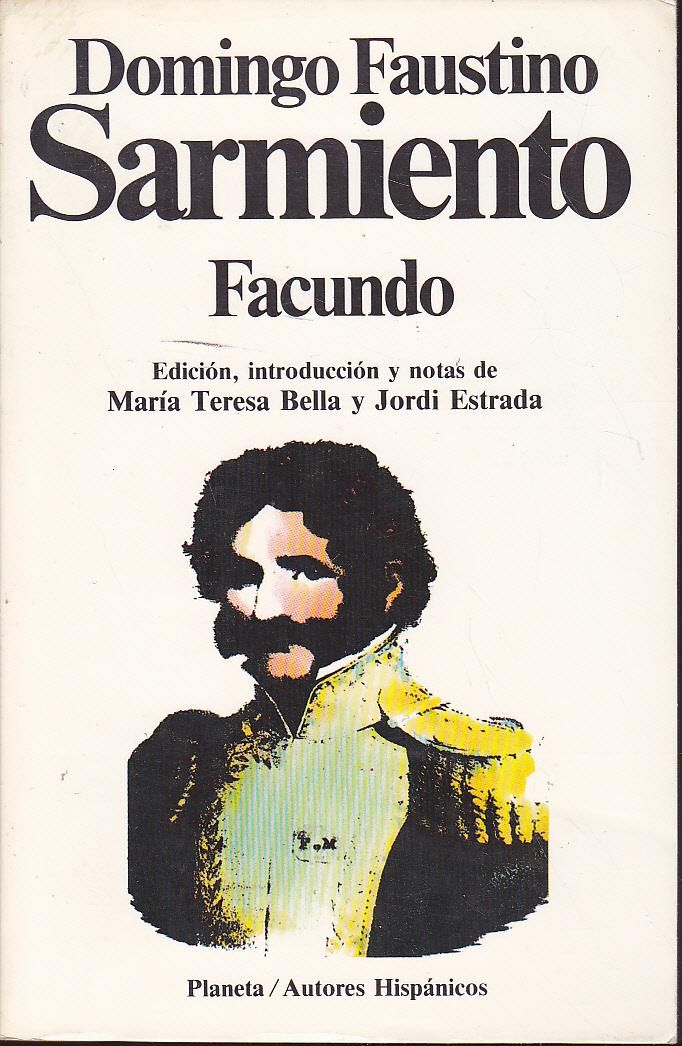 Domingo Faustino
Sarmiento
Facundo
Edición, introducción y notas de
María Teresa Bella y Jordi Estrada
P.M
Planeta / Autores Hispánicos